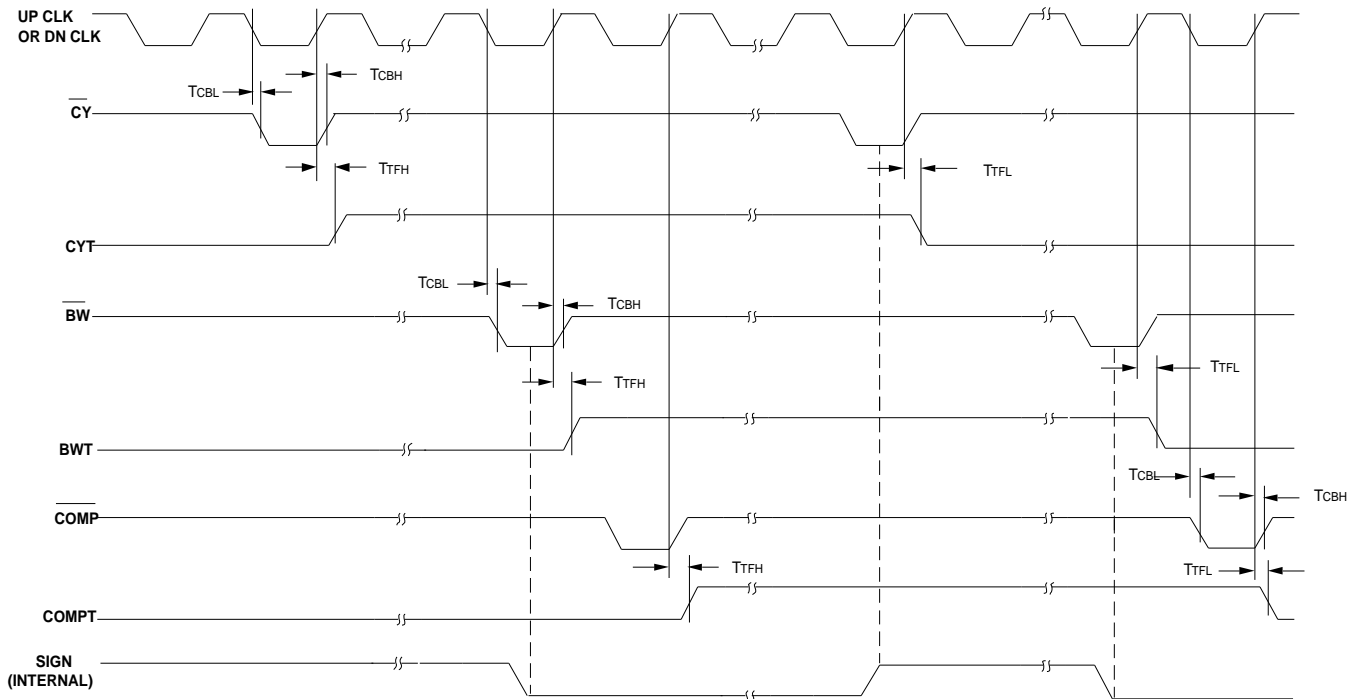 UP CLK
OR DN CLK
TCBH
TCBL
CY
TTFH
TTFL
CYT
TCBL
TCBH
BW
TTFL
TTFH
BWT
TCBL
TCBH
COMP
TTFH
TTFL
COMPT
SIGN
(INTERNAL)